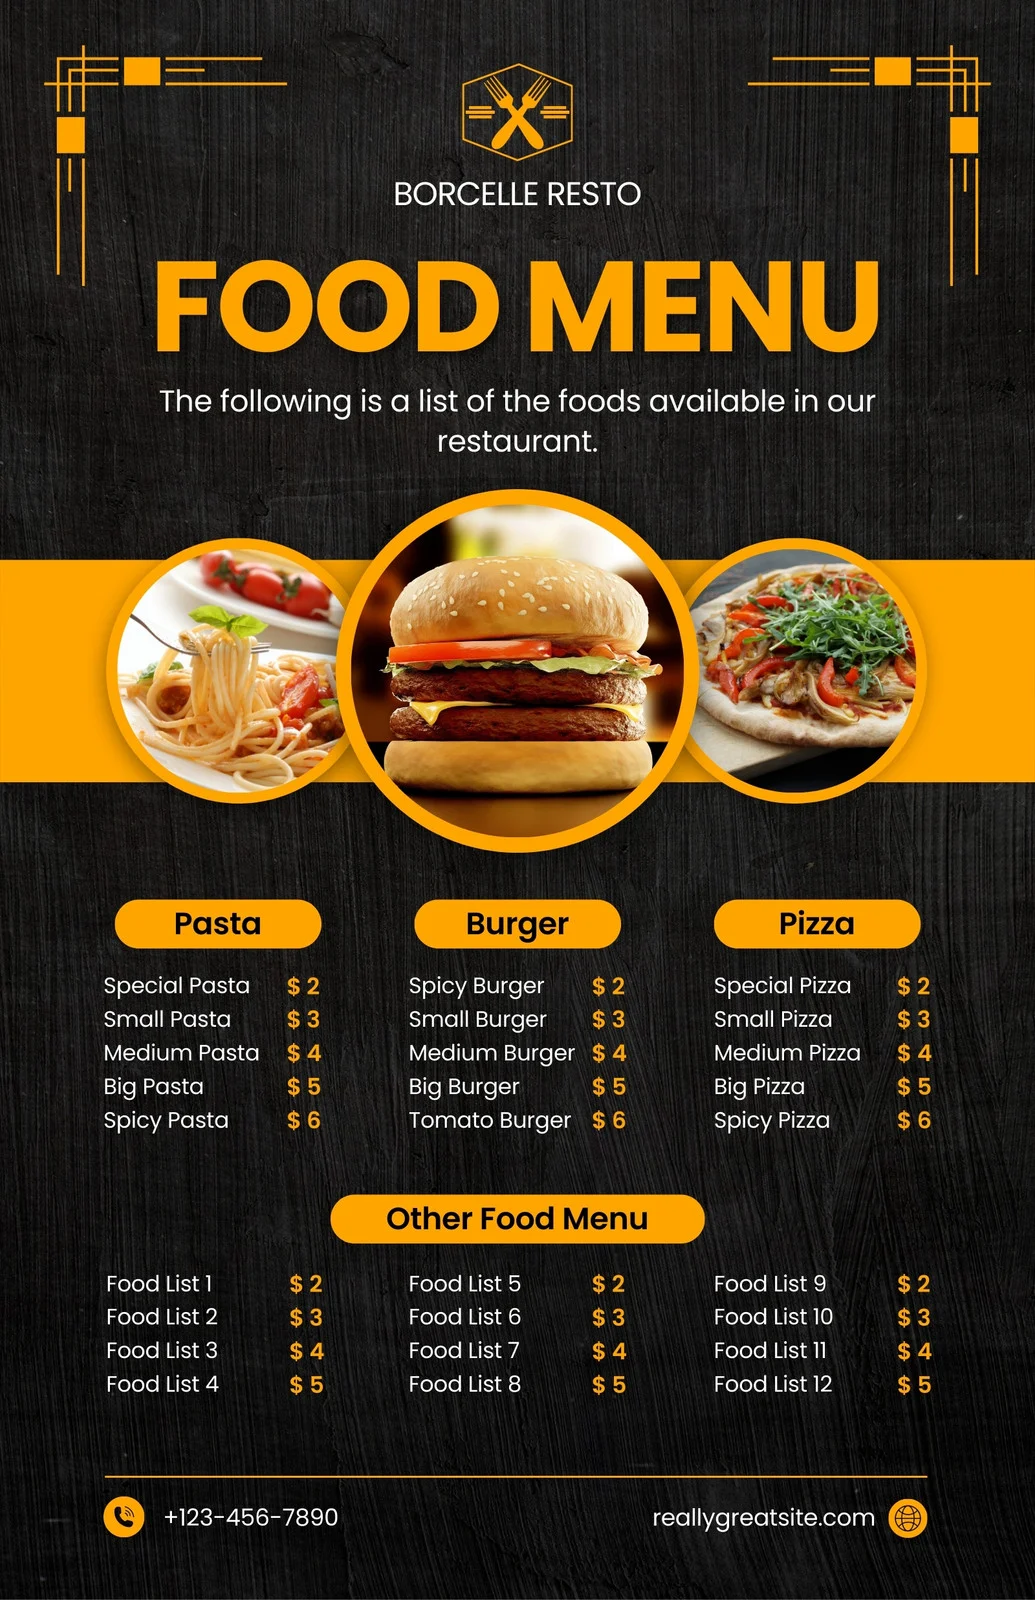 BORCELLE RESTO
FOOD MENU
The following is a list of the foods available in our
restaurant.
Pasta
Special Pasta $ 2
Small Pasta $ 3
Medium Pasta $ 4
Big Pasta $ 5
Spicy Pasta $ 6
Burger
Spicy Burger $ 2
Small Burger $ 3
Medium Burger $ 4
Big Burger $ 5
Tomato Burger $ 6
Pizza
Special Pizza $ 2
Small Pizza $ 3
Medium Pizza $ 4
Big Pizza $ 5
Spicy Pizza $ 6
Other Food Menu
Food List 1 $ 2
Food List 2 $ 3
Food List 3 $ 4
Food List 4 $ 5
Food List 5 $ 2
Food List 6 $ 3
Food List 7 $ 4
Food List 8 $ 5
Food List 9 $ 2
Food List 10 $ 3
Food List 11 $ 4
Food List 12 $ 5
+123-456-7890
reallygreatsite.com